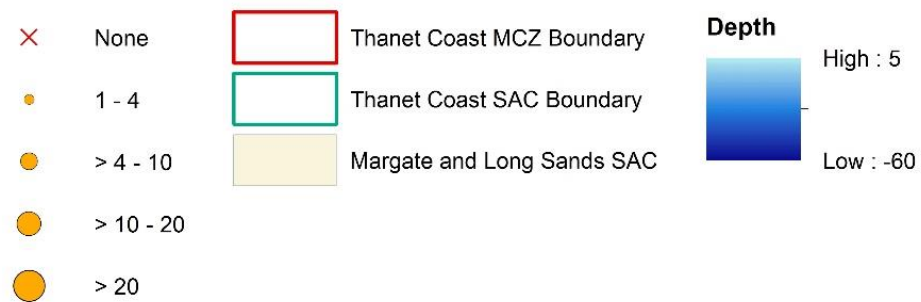 None
1 - 4
> 4 - 10
> 10 - 20
> 20
Thanet Coast MCZ Boundary
Thanet Coast SAC Boundary
Margate and Long Sands SAC
Depth
High : 5
Low : -60